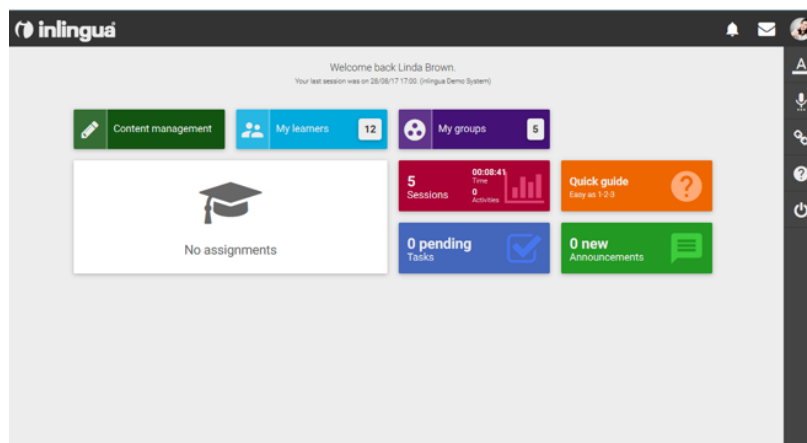 inlingua
Welcome back Linda Brown.
Your last session was on 28/08/17 17:00. (inlingua Demo System)
Content management
My learners 12
My groups 5
No assignments
5
Sessions
00:08:41
Time
0
Activities
Quick guide
Easy as 1-2-3
0 pending
Tasks
0 new
Announcements
A